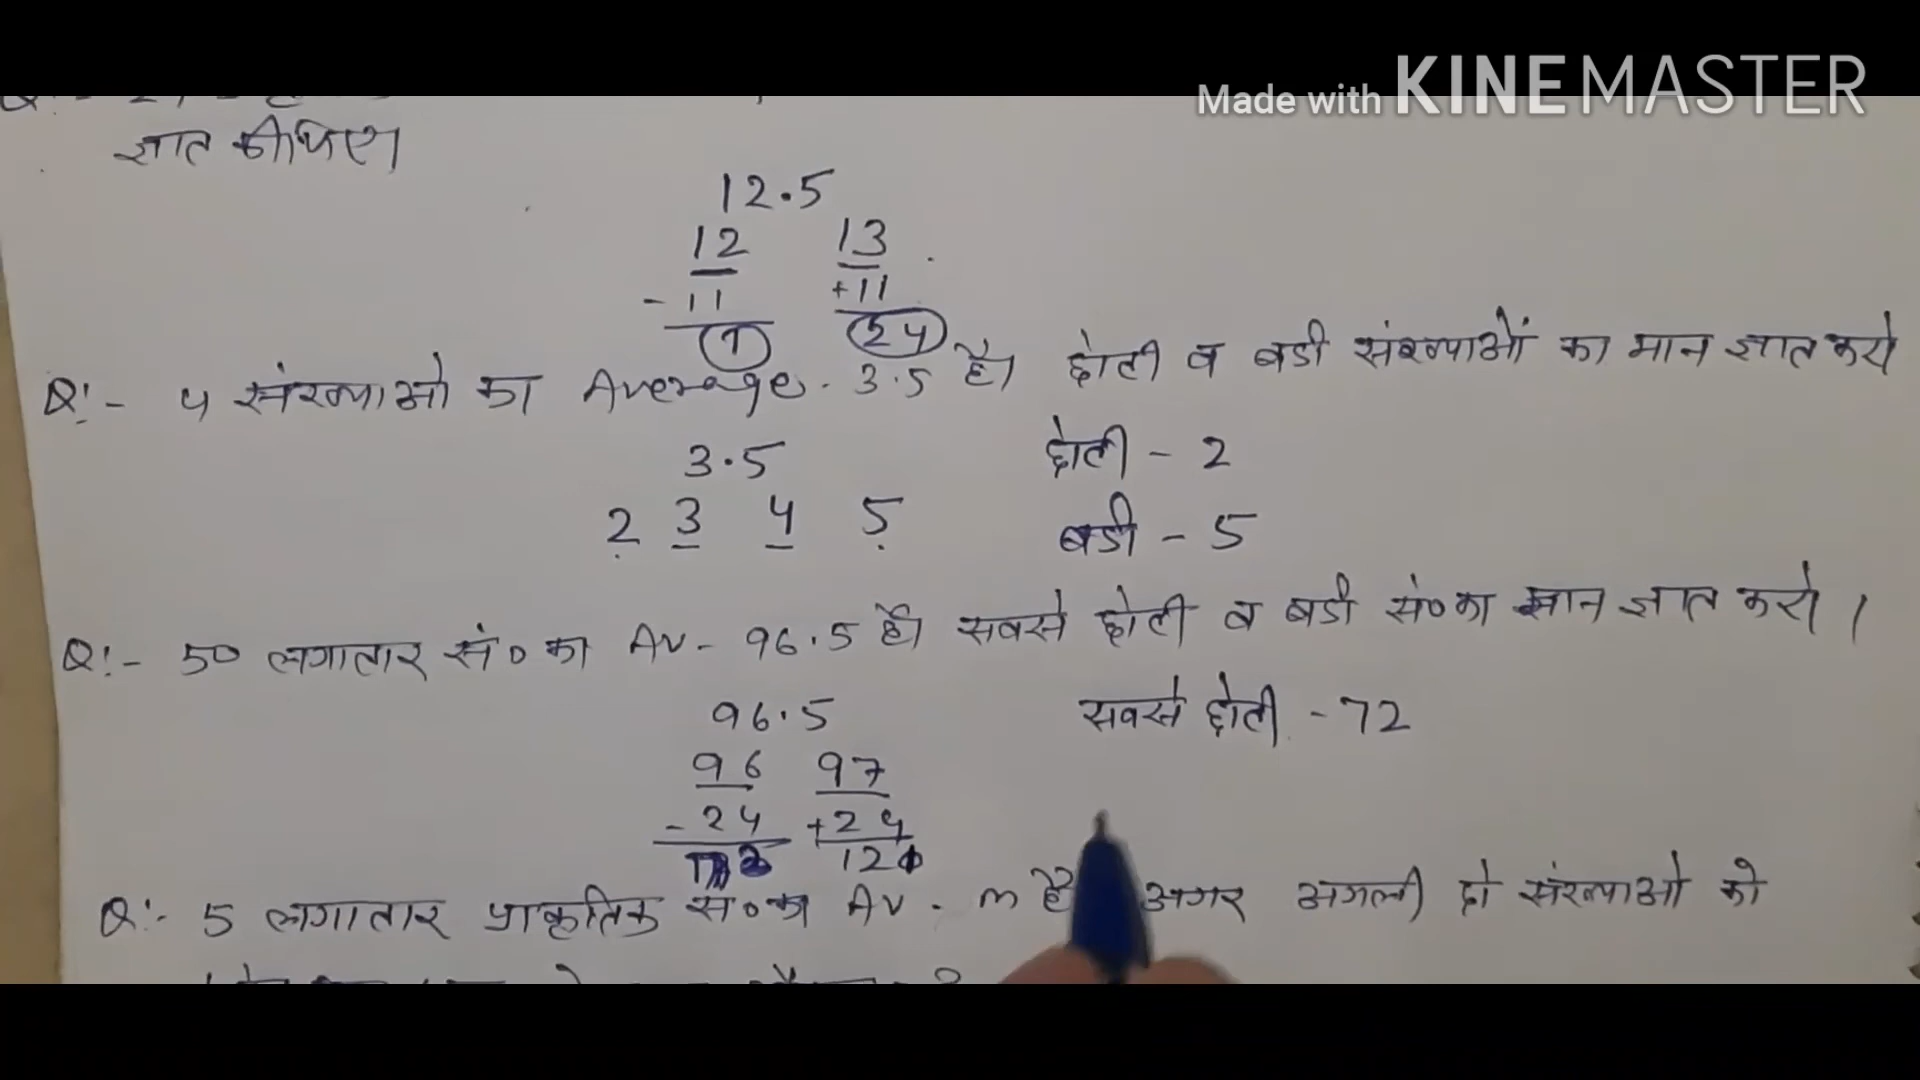 Made with KINEMASTER
ज्ञात कीजिए।
12.5
12 13
- 11 +11
1 24
Q:- 4 संख्याओ का Average - 3.5 है। छोटी व बडी संख्याओं का मान ज्ञात करो
3.5 छोटी - 2
2 3 4 5 बडी - 5
Q:- 50 लगातार सं० का AV - 96.5 है। सबसे छोटी व बडी सं० का मान ज्ञात करो।
96.5 सबसे छोटी - 72
96 97
- 24 + 24
121
Q:- 5 लगातार प्राकृतिक सं० का AV - m है अगर अगली दो संख्याओ को